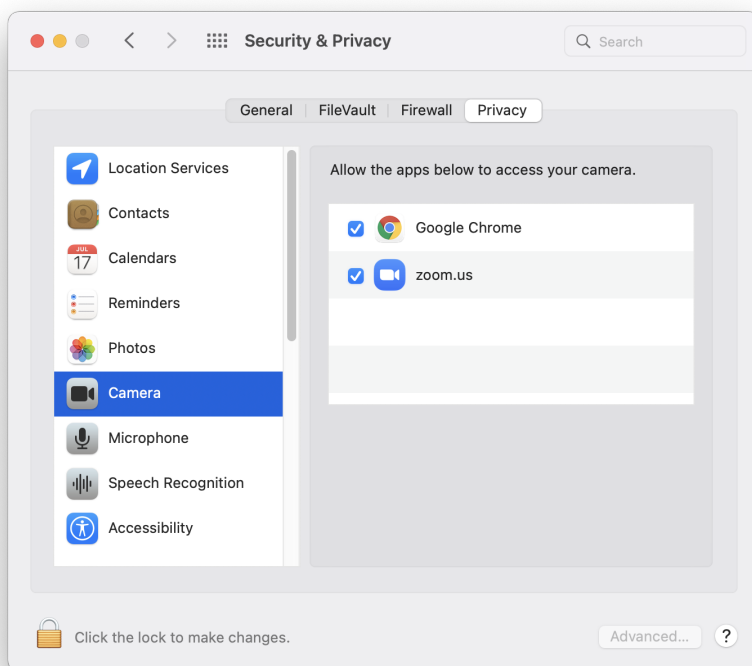 Security & Privacy
Search
General FileVault Firewall Privacy
Location Services
Contacts
JUL
17
Calendars
Reminders
Photos
Camera
Microphone
Speech Recognition
Accessibility
Allow the apps below to access your camera.
Google Chrome
zoom.us
Click the lock to make changes.
Advanced...
?